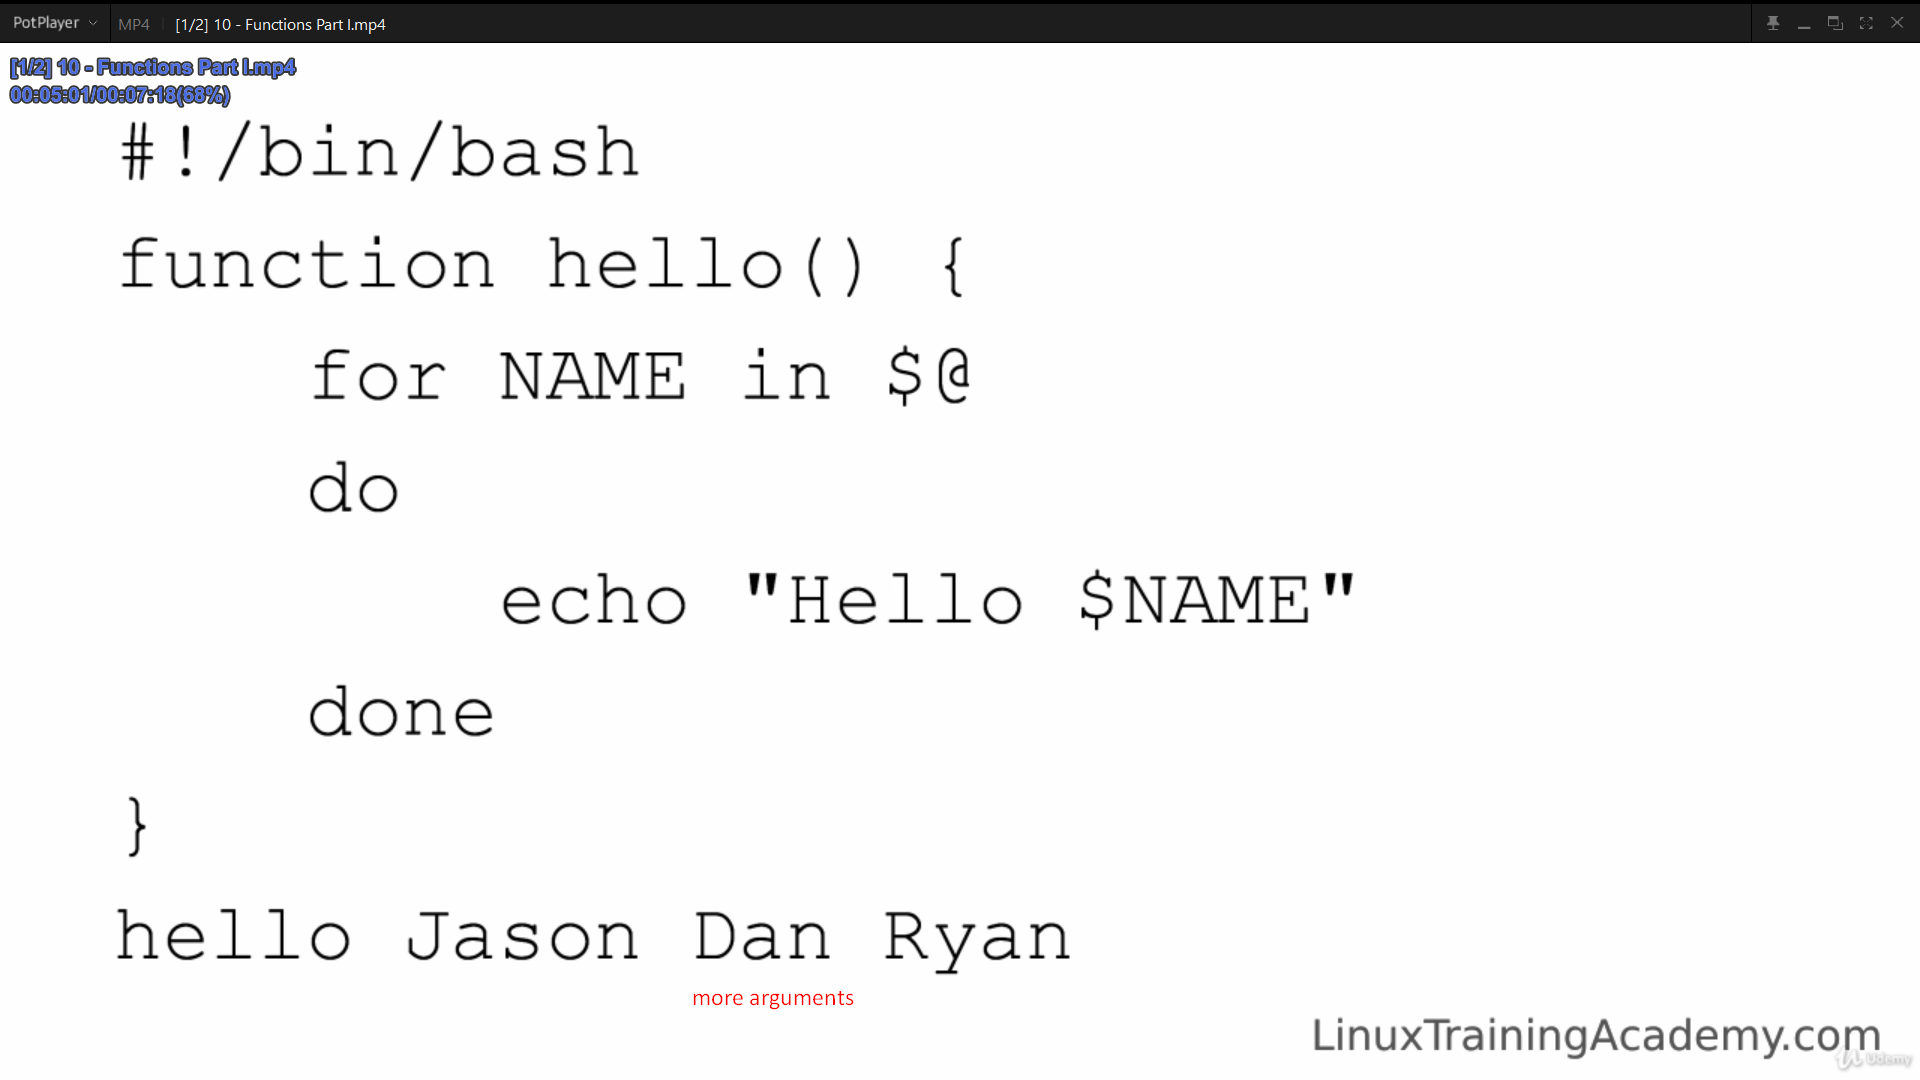 PotPlayer MP4 [1/2] 10 - Functions Part I.mp4
[1/2] 10 - Functions Part I.mp4
00:05:01/00:07:18(68%)
#!/bin/bash
function hello() {
for NAME in $@
do
echo "Hello $NAME"
done
}
hello Jason Dan Ryan
more arguments
LinuxTrainingAcademy.com
Udemy